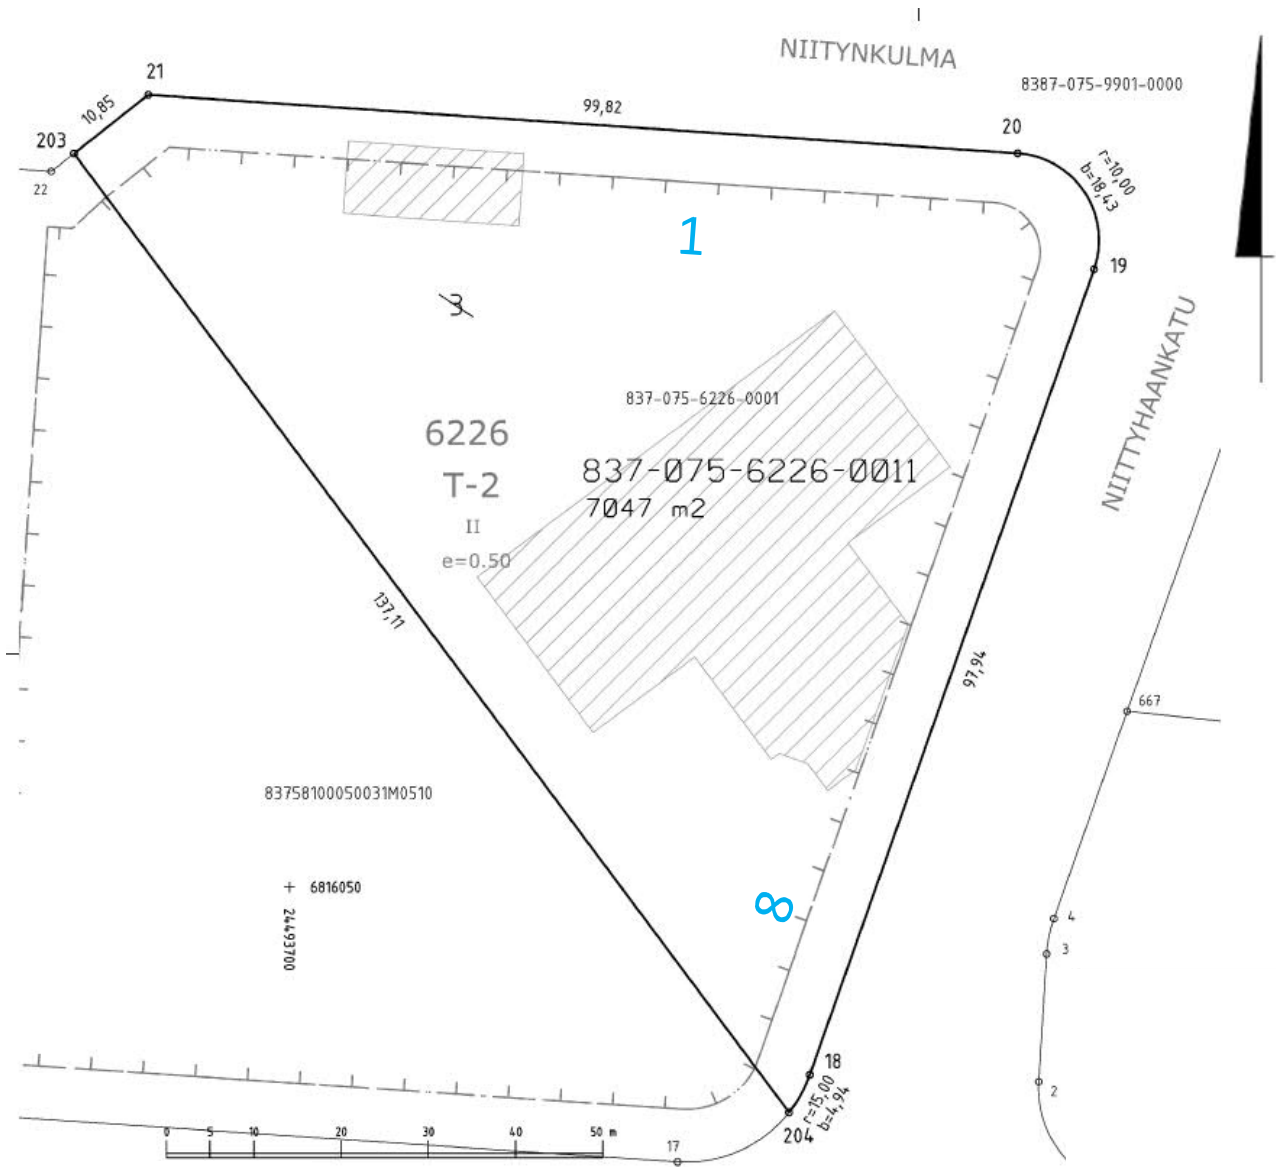 NIITYNKULMA
8387-075-9901-0000
21
10,85
99,82
203
20
22
r=10,00
b=18,43
1
19
3
NIITTYHAANKATU
837-075-6226-0001
6226
837-075-6226-0011
T-2
7047 m2
II
e=0.50
137,11
97,94
667
83758100050031M0510
6816050
24493700
8
4
3
18
2
r=15,00
b=4,94
204
0 5 10 20 30 40 50 m
17